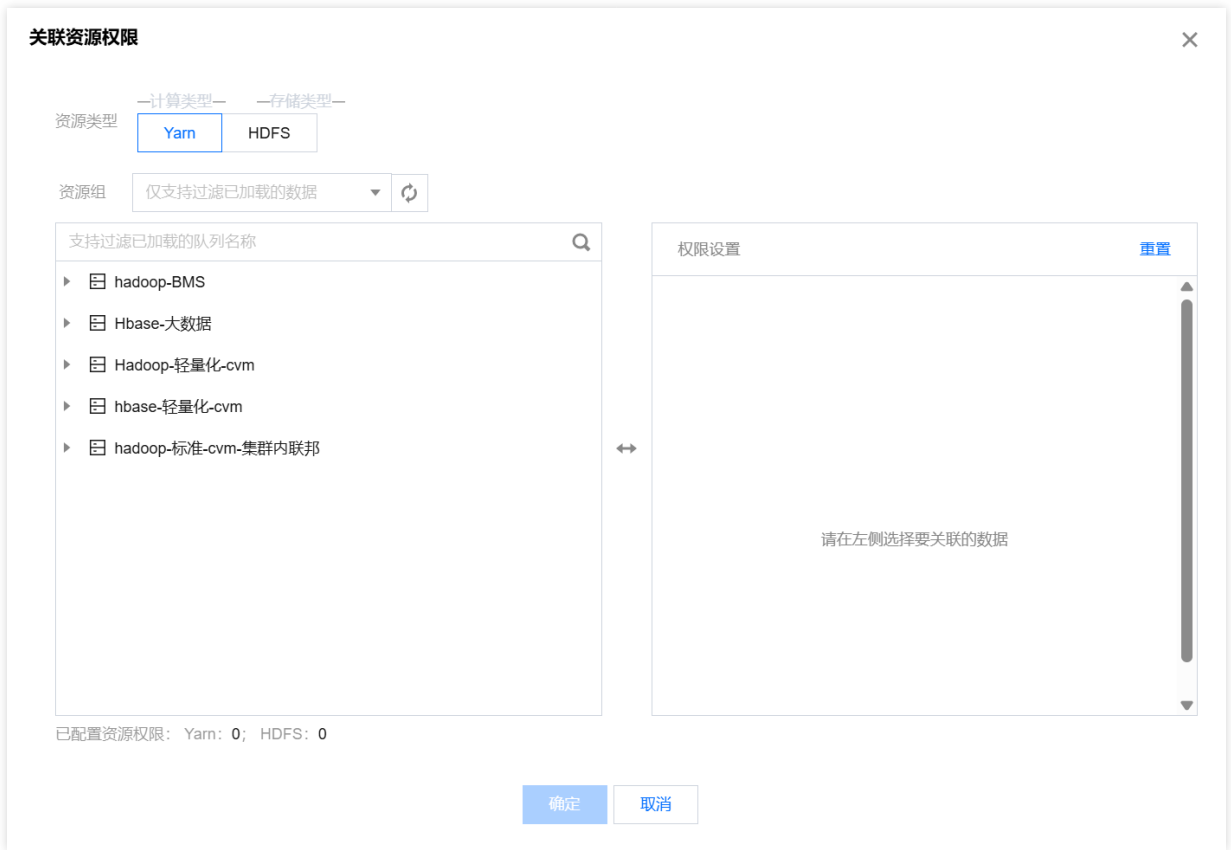 关联资源权限
—计算类型— —存储类型—
资源类型 Yarn HDFS
资源组 仅支持过滤已加载的数据
支持过滤已加载的队列名称
权限设置 重置
hadoop-BMS
Hbase-大数据
Hadoop-轻量化-cvm
hbase-轻量化-cvm
hadoop-标准-cvm-集群内联邦
请在左侧选择要关联的数据
已配置资源权限： Yarn：0； HDFS：0
确定 取消